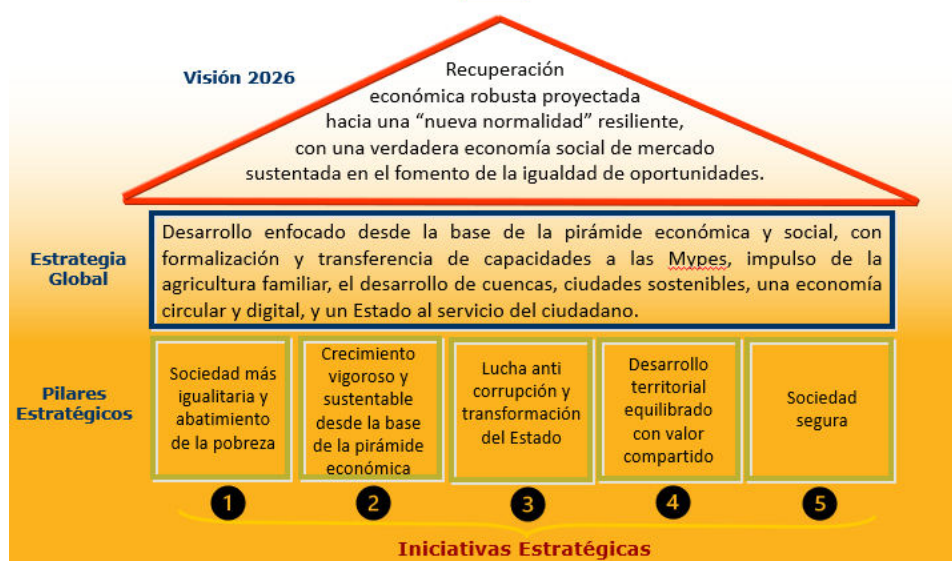 Visión 2026
Recuperación
económica robusta proyectada
hacia una “nueva normalidad” resiliente,
con una verdadera economía social de mercado
sustentada en el fomento de la igualdad de oportunidades.
Estrategia
Global
Desarrollo enfocado desde la base de la pirámide económica y social, con
formalización y transferencia de capacidades a las Mypes, impulso de la
agricultura familiar, el desarrollo de cuencas, ciudades sostenibles, una economía
circular y digital, y un Estado al servicio del ciudadano.
Pilares
Estratégicos
Sociedad más
igualitaria y
abatimiento
de la pobreza
Crecimiento
vigoroso y
sustentable
desde la base
de la pirámide
económica
Lucha anti
corrupción y
transformación
del Estado
Desarrollo
territorial
equilibrado
con valor
compartido
Sociedad
segura
1
2
3
4
5
Iniciativas Estratégicas